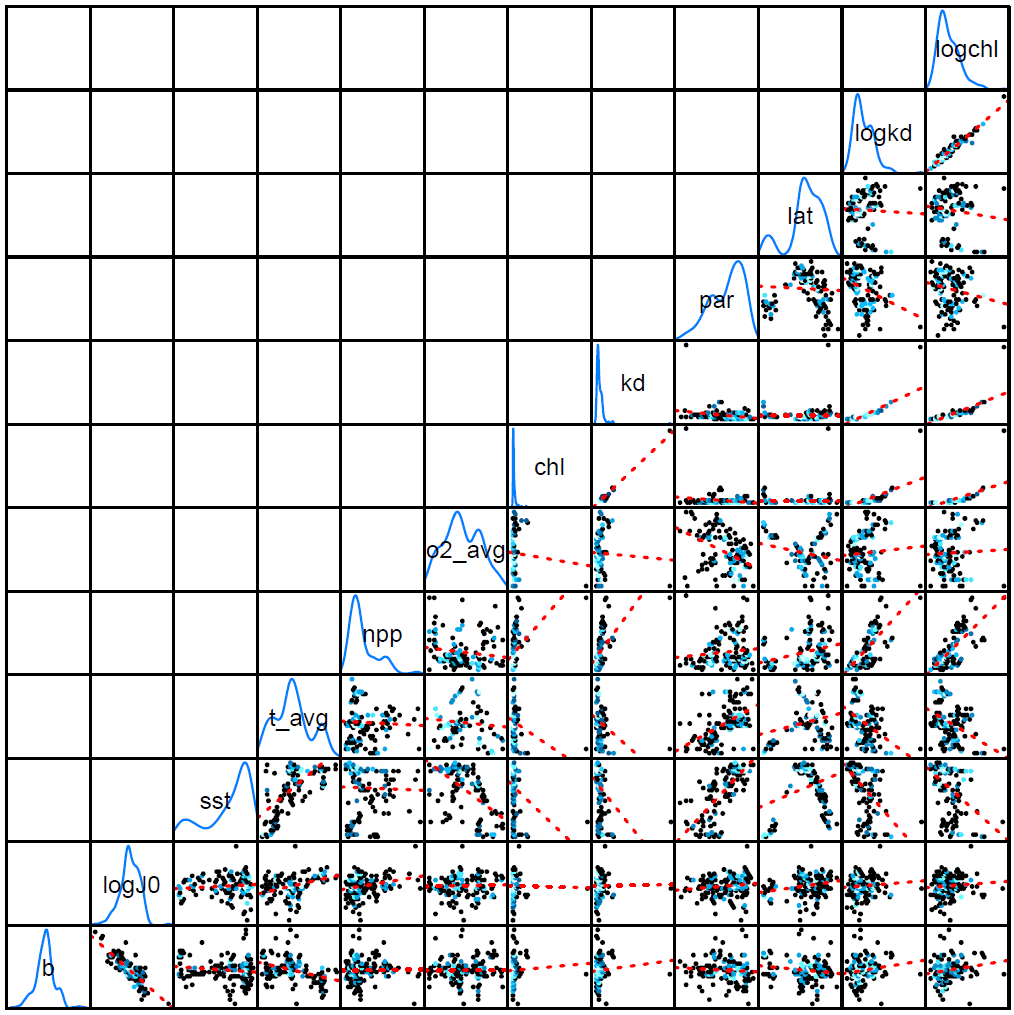 logchl
logkd
lat
par
kd
chl
o2_avg
npp
t_avg
sst
logJ0
b